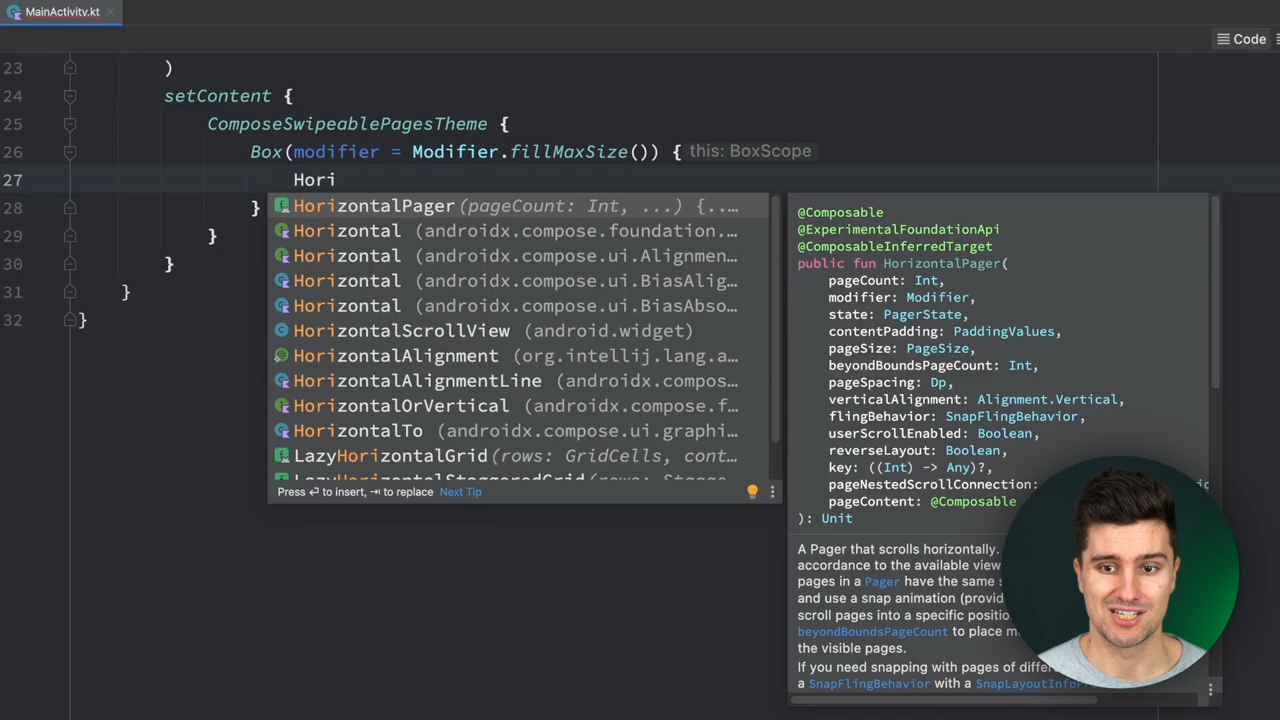 MainActivity.kt
Code
23 )
24 setContent {
25 ComposeSwipeablePagesTheme {
26 Box(modifier = Modifier.fillMaxSize()) { this: BoxScope
27 Hori
28 }
29 }
30 }
31 }
32 }
HorizontalPager(pageCount: Int, ...) {...
Horizontal (androidx.compose.foundation....
Horizontal (androidx.compose.ui.Alignmen...
Horizontal (androidx.compose.ui.BiasAlig...
Horizontal (androidx.compose.ui.BiasAbso...
HorizontalScrollView (android.widget)
HorizontalAlignment (org.intellij.lang.a...
HorizontalAlignmentLine (androidx.compos...
HorizontalOrVertical (androidx.compose.f...
HorizontalTo (androidx.compose.ui.graphi...
LazyHorizontalGrid(rows: GridCells, cont...
LazyHorizontalStaggeredGrid(rows: Stagge...
Press ⏎ to insert, ⇥ to replace Next Tip
@Composable
@ExperimentalFoundationApi
@ComposableInferredTarget
public fun HorizontalPager(
pageCount: Int,
modifier: Modifier,
state: PagerState,
contentPadding: PaddingValues,
pageSize: PageSize,
beyondBoundsPageCount: Int,
pageSpacing: Dp,
verticalAlignment: Alignment.Vertical,
flingBehavior: SnapFlingBehavior,
userScrollEnabled: Boolean,
reverseLayout: Boolean,
key: ((Int) -> Any)?,
pageNestedScrollConnection:
pageContent: @Composable
): Unit
A Pager that scrolls horizontally.
accordance to the available view
pages in a Pager have the same s
and use a snap animation (provid
scroll pages into a specific positio
beyondBoundsPageCount to place m
the visible pages.
If you need snapping with pages of differ
a SnapFlingBehavior with a SnapLayoutInfo